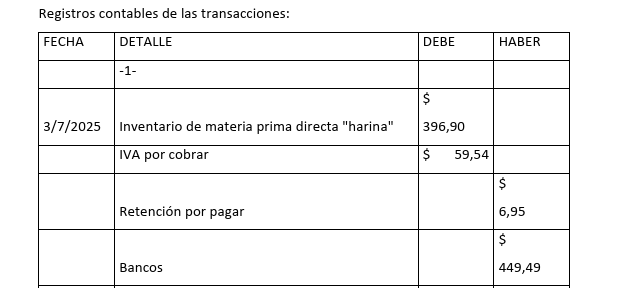 Registros contables de las transacciones:
FECHA DETALLE DEBE HABER
-1-
$
3/7/2025 Inventario de materia prima directa "harina" 396,90
IVA por cobrar $ 59,54
$
Retención por pagar 6,95
$
Bancos 449,49